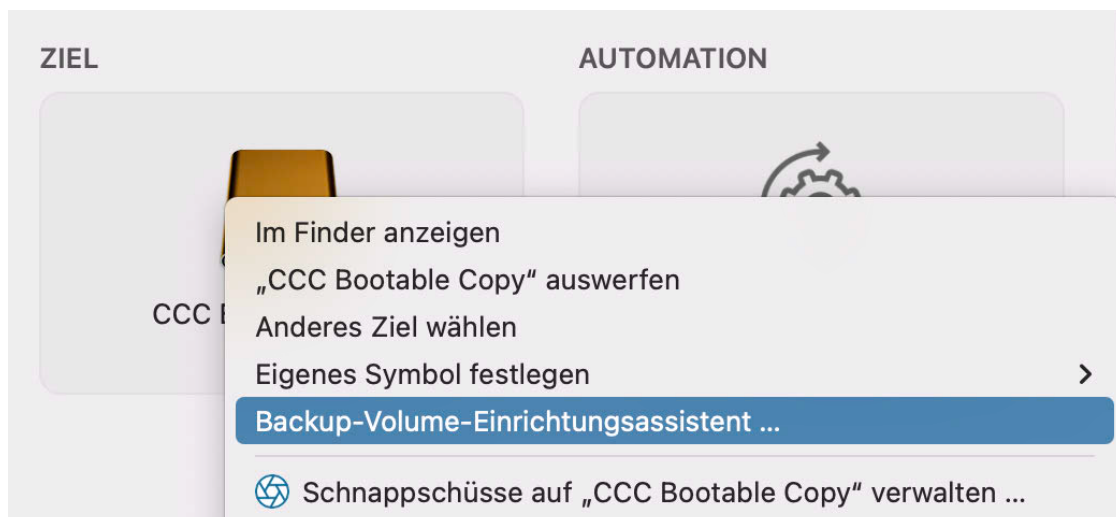 ZIEL
AUTOMATION
Im Finder anzeigen
„CCC Bootable Copy“ auswerfen
CCC
Anderes Ziel wählen
Eigenes Symbol festlegen
Backup-Volume-Einrichtungsassistent ...
Schnappschüsse auf „CCC Bootable Copy“ verwalten ...